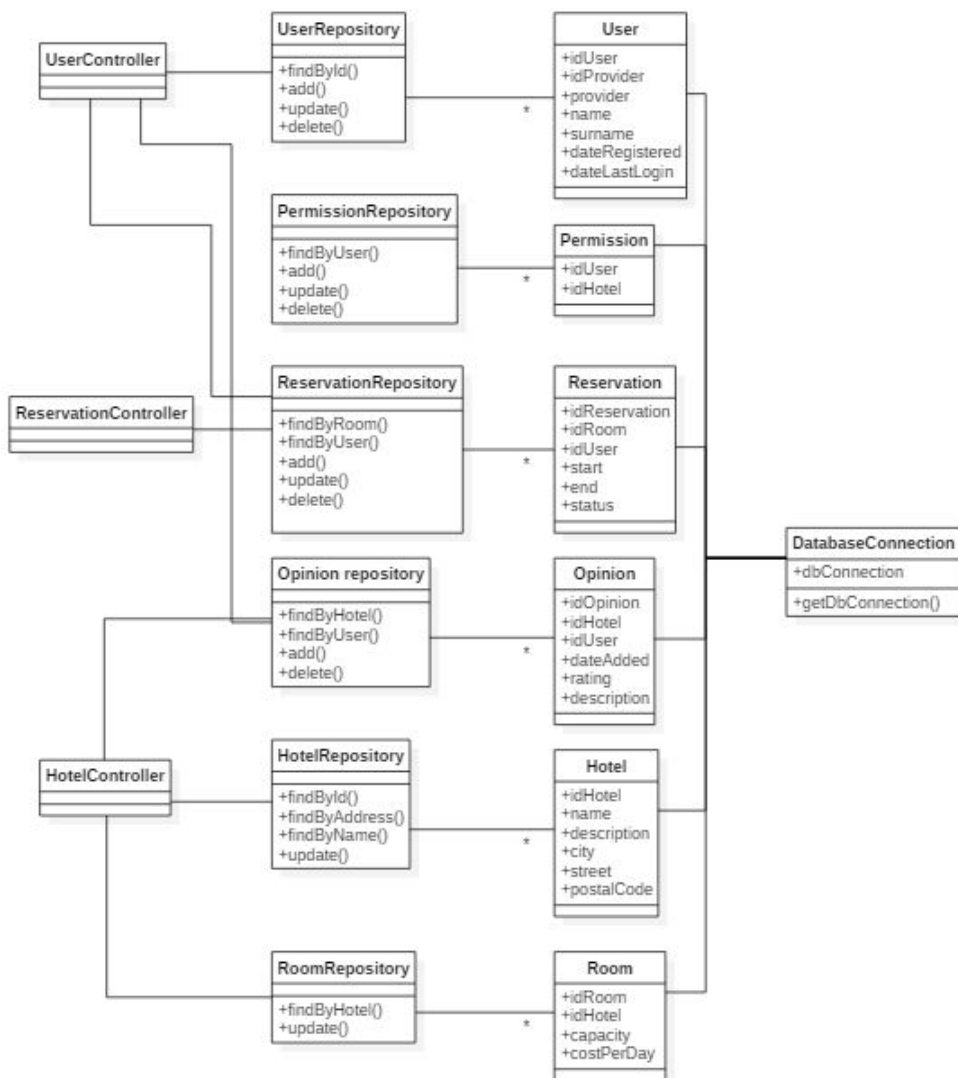 UserController
ReservationController
HotelController
UserRepository
+findById()
+add()
+update()
+delete()
PermissionRepository
+findByUser()
+add()
+update()
+delete()
ReservationRepository
+findByRoom()
+findByUser()
+add()
+update()
+delete()
Opinion repository
+findByHotel()
+findByUser()
+add()
+delete()
HotelRepository
+findById()
+findByAddress()
+findByName()
+update()
RoomRepository
+findByHotel()
+update()
*
*
*
*
*
*
User
+idUser
+idProvider
+provider
+name
+surname
+dateRegistered
+dateLastLogin
Permission
+idUser
+idHotel
Reservation
+idReservation
+idRoom
+idUser
+start
+end
+status
Opinion
+idOpinion
+idHotel
+idUser
+dateAdded
+rating
+description
Hotel
+idHotel
+name
+description
+city
+street
+postalCode
Room
+idRoom
+idHotel
+capacity
+costPerDay
DatabaseConnection
+dbConnection
+getDbConnection()